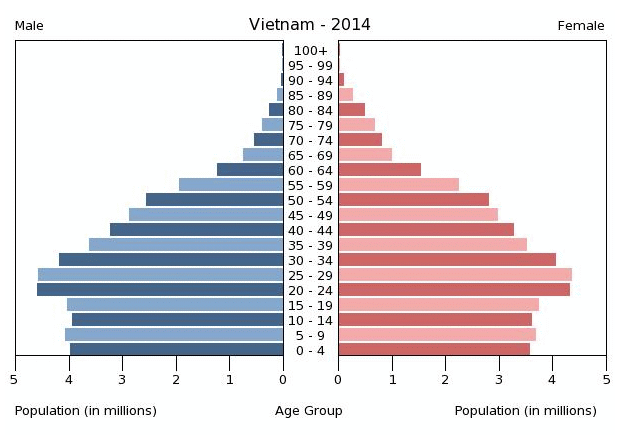 Male Vietnam - 2014 Female
100+
95 - 99
90 - 94
85 - 89
80 - 84
75 - 79
70 - 74
65 - 69
60 - 64
55 - 59
50 - 54
45 - 49
40 - 44
35 - 39
30 - 34
25 - 29
20 - 24
15 - 19
10 - 14
5 - 9
0 - 4
5 4 3 2 1 0 0 1 2 3 4 5
Population (in millions) Age Group Population (in millions)